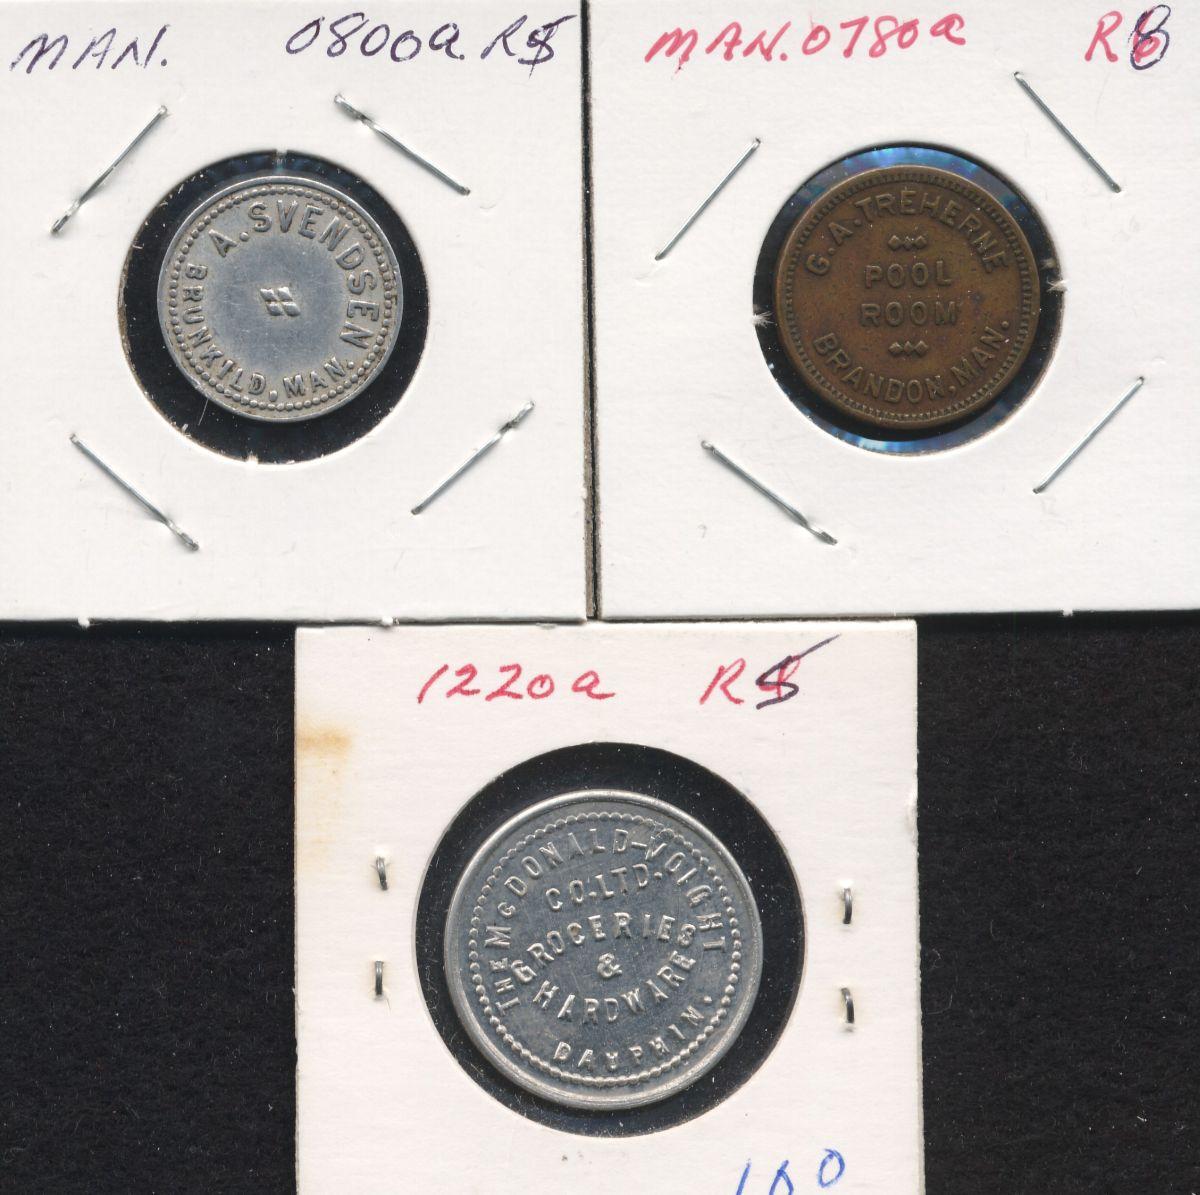 MAN. 0800a R5
A. SVENDSEN
BRUNKILD, MAN.
MAN. 0780a R8
G. A. TREHERNE
POOL
ROOM
BRANDON, MAN.
1220a R5
THE McDONALD-VOIGHT
CO. LTD.
GROCERIES
&
HARDWARE
DAUPHIN.
100